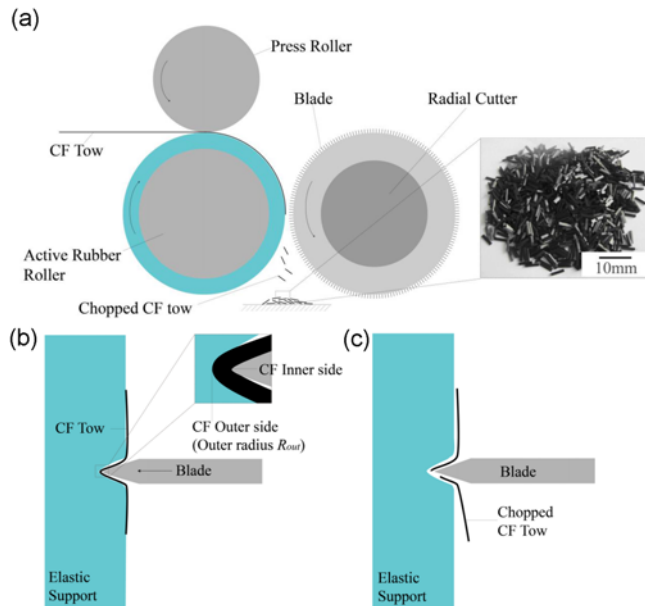 (a)
Press Roller
Blade
Radial Cutter
CF Tow
Active Rubber
Roller
Chopped CF tow
10mm
(b)
CF Inner side
CF Tow
CF Outer side
(Outer radius Rout)
Blade
Elastic
Support
(c)
Blade
Chopped
CF Tow
Elastic
Support